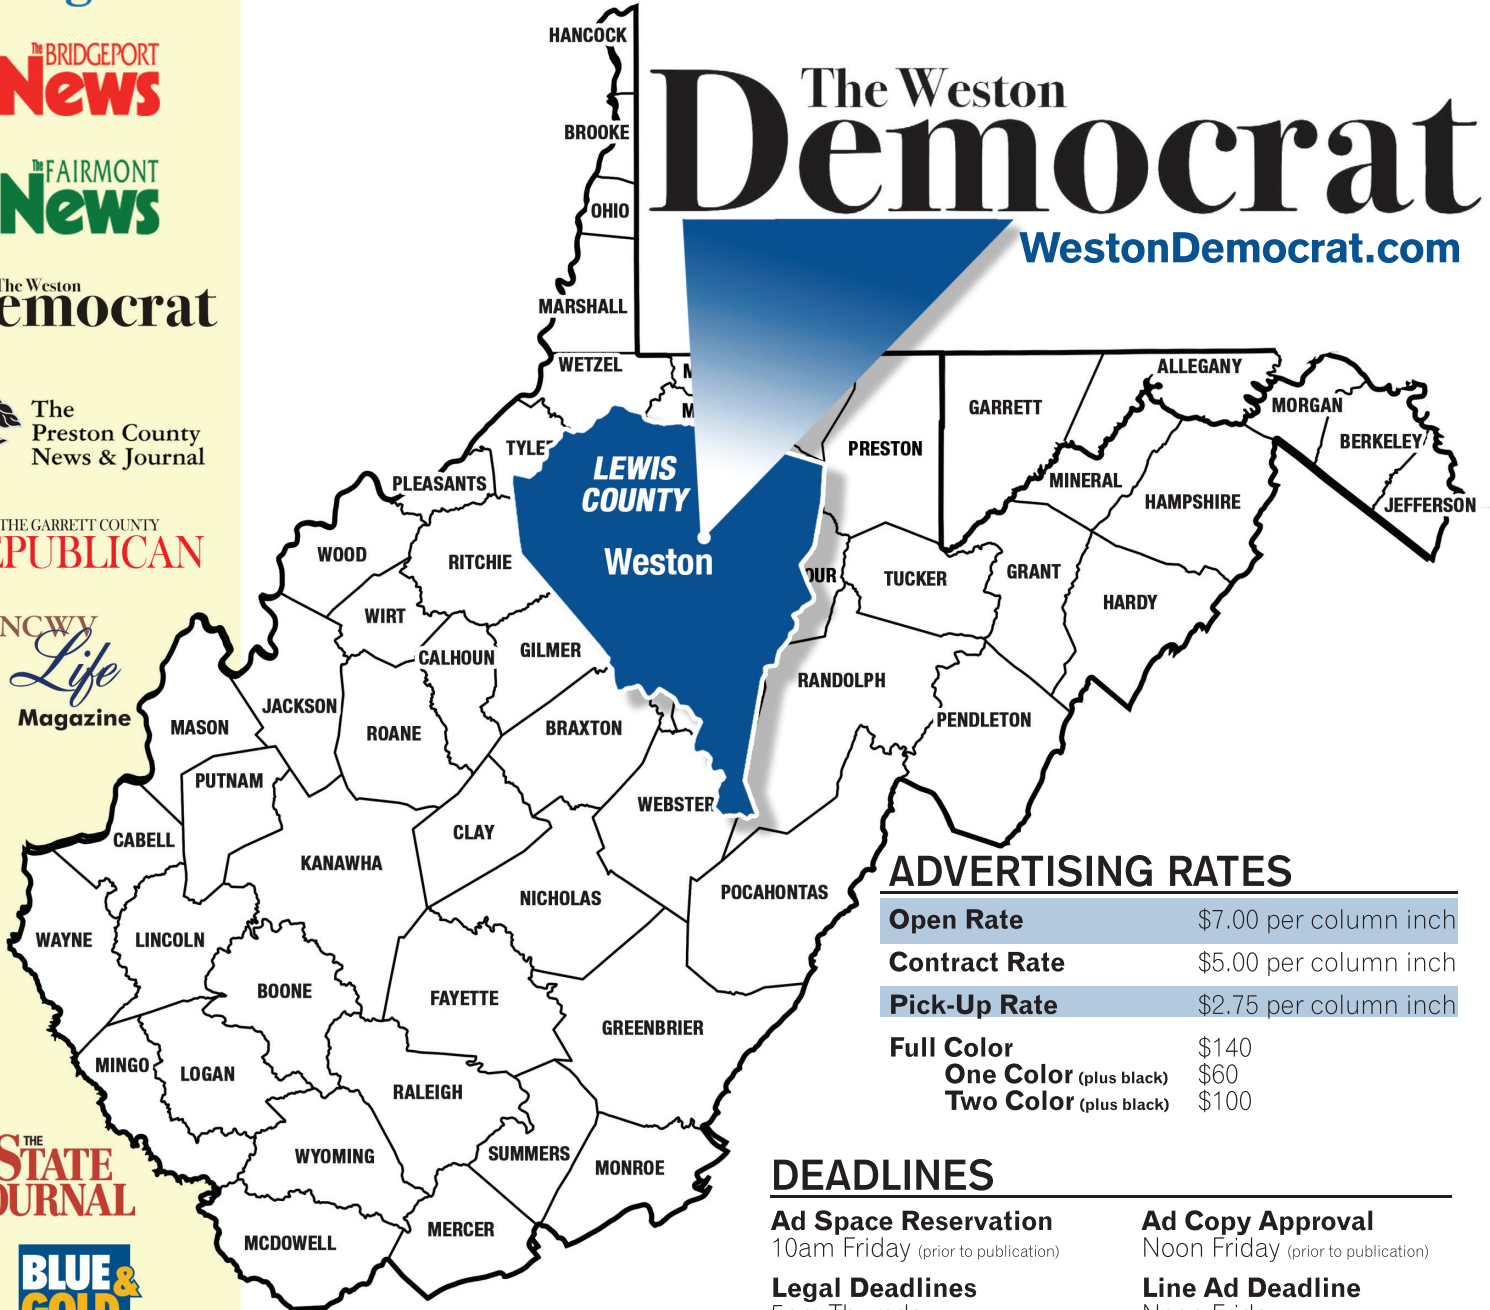 The BRIDGEPORT
News
The FAIRMONT
News
The Weston
emocrat
The
Preston County
News & Journal
THE GARRETT COUNTY
EPUBLICAN
NCWV
Life
Magazine
THE
STATE
OURNAL
BLUE &
GOLD
The Weston
Democrat
WestonDemocrat.com
HANCOCK
BROOKE
OHIO
MARSHALL
WETZEL
M
M
TYLE
PLEASANTS
LEWIS
COUNTY
Weston
PRESTON
GARRETT
ALLEGANY
MORGAN
BERKELEY
JEFFERSON
MINERAL
HAMPSHIRE
WOOD
RITCHIE
OUR
TUCKER
GRANT
HARDY
WIRT
CALHOUN
GILMER
RANDOLPH
JACKSON
MASON
ROANE
BRAXTON
PENDLETON
PUTNAM
WEBSTER
CABELL
CLAY
KANAWHA
NICHOLAS
POCAHONTAS
WAYNE
LINCOLN
BOONE
FAYETTE
GREENBRIER
MINGO
LOGAN
RALEIGH
WYOMING
SUMMERS
MONROE
MCDOWELL
MERCER
ADVERTISING RATES
Open Rate $7.00 per column inch
Contract Rate $5.00 per column inch
Pick-Up Rate $2.75 per column inch
Full Color $140
One Color (plus black) $60
Two Color (plus black) $100
DEADLINES
Ad Space Reservation
10am Friday (prior to publication)
Ad Copy Approval
Noon Friday (prior to publication)
Legal Deadlines
Line Ad Deadline